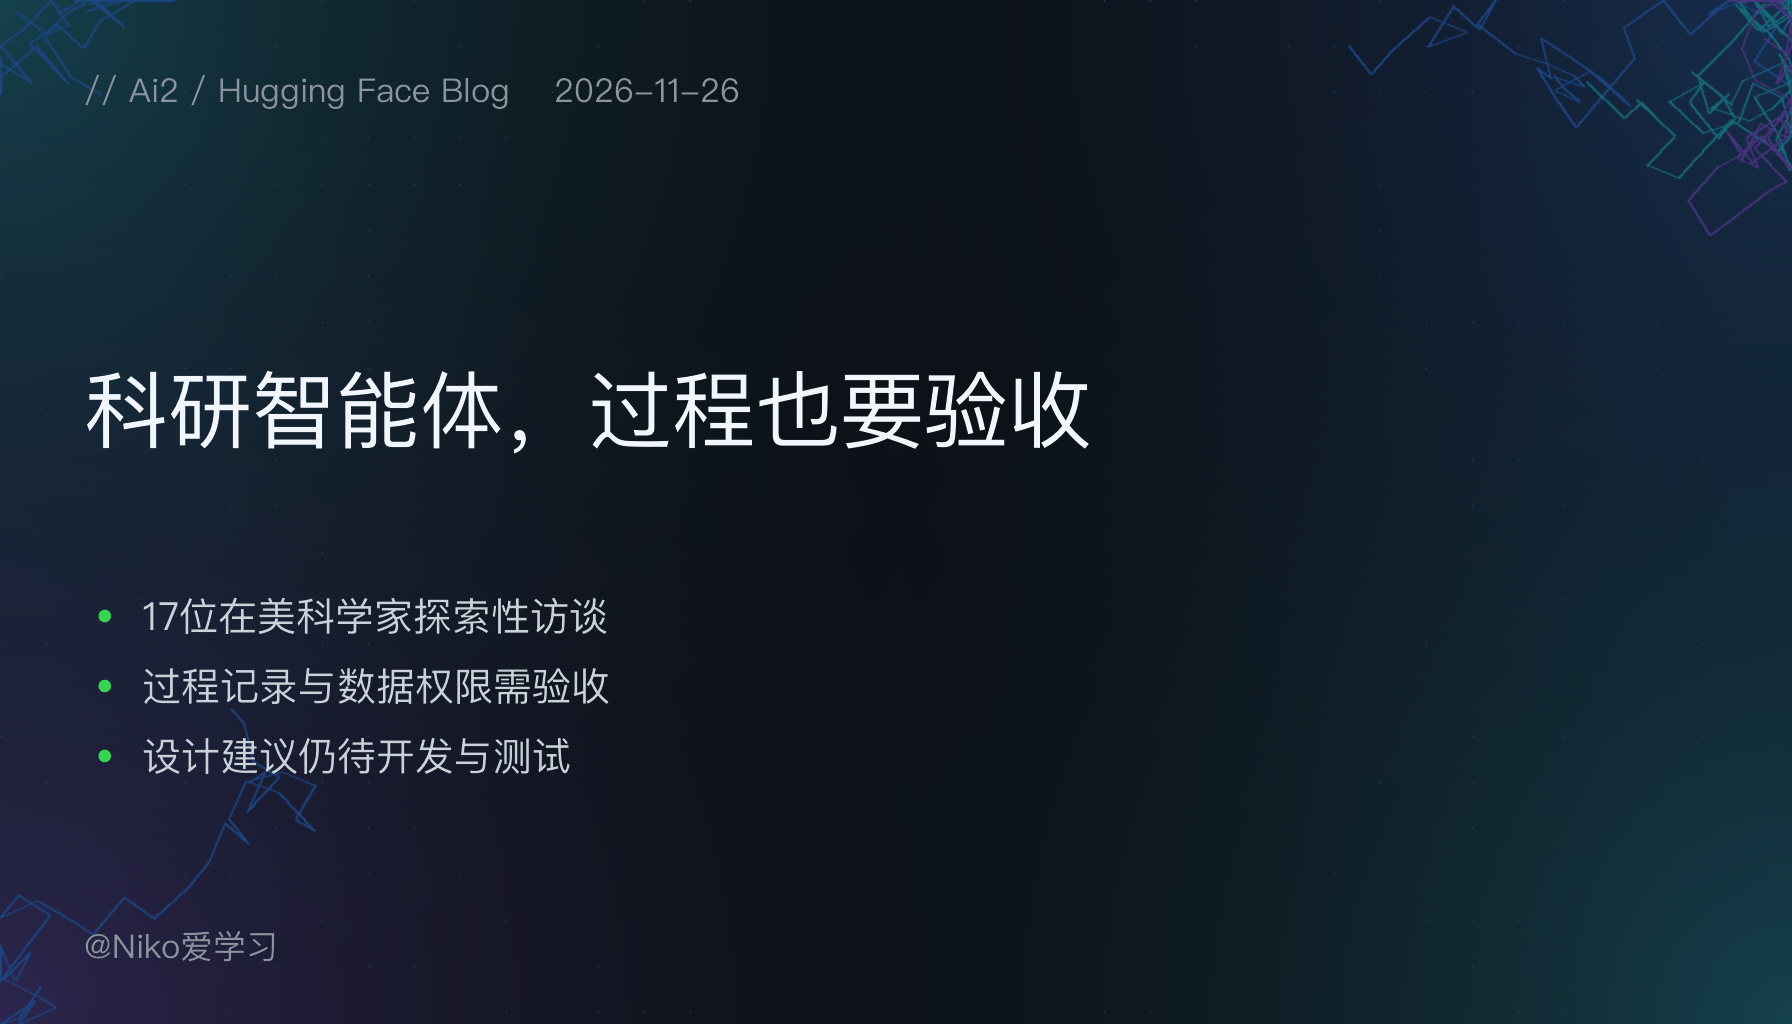 // Ai2 / Hugging Face Blog 2026-11-26
科研智能体，过程也要验收
• 17位在美科学家探索性访谈
• 过程记录与数据权限需验收
• 设计建议仍待开发与测试
@Niko爱学习